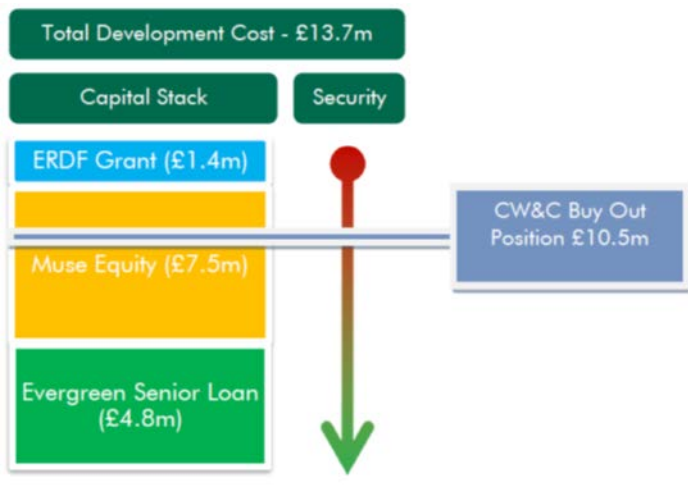 Total Development Cost - £13.7m
Capital Stack
Security
ERDF Grant (£1.4m)
CW&C Buy Out
Position £10.5m
Muse Equity (£7.5m)
Evergreen Senior Loan
(£4.8m)